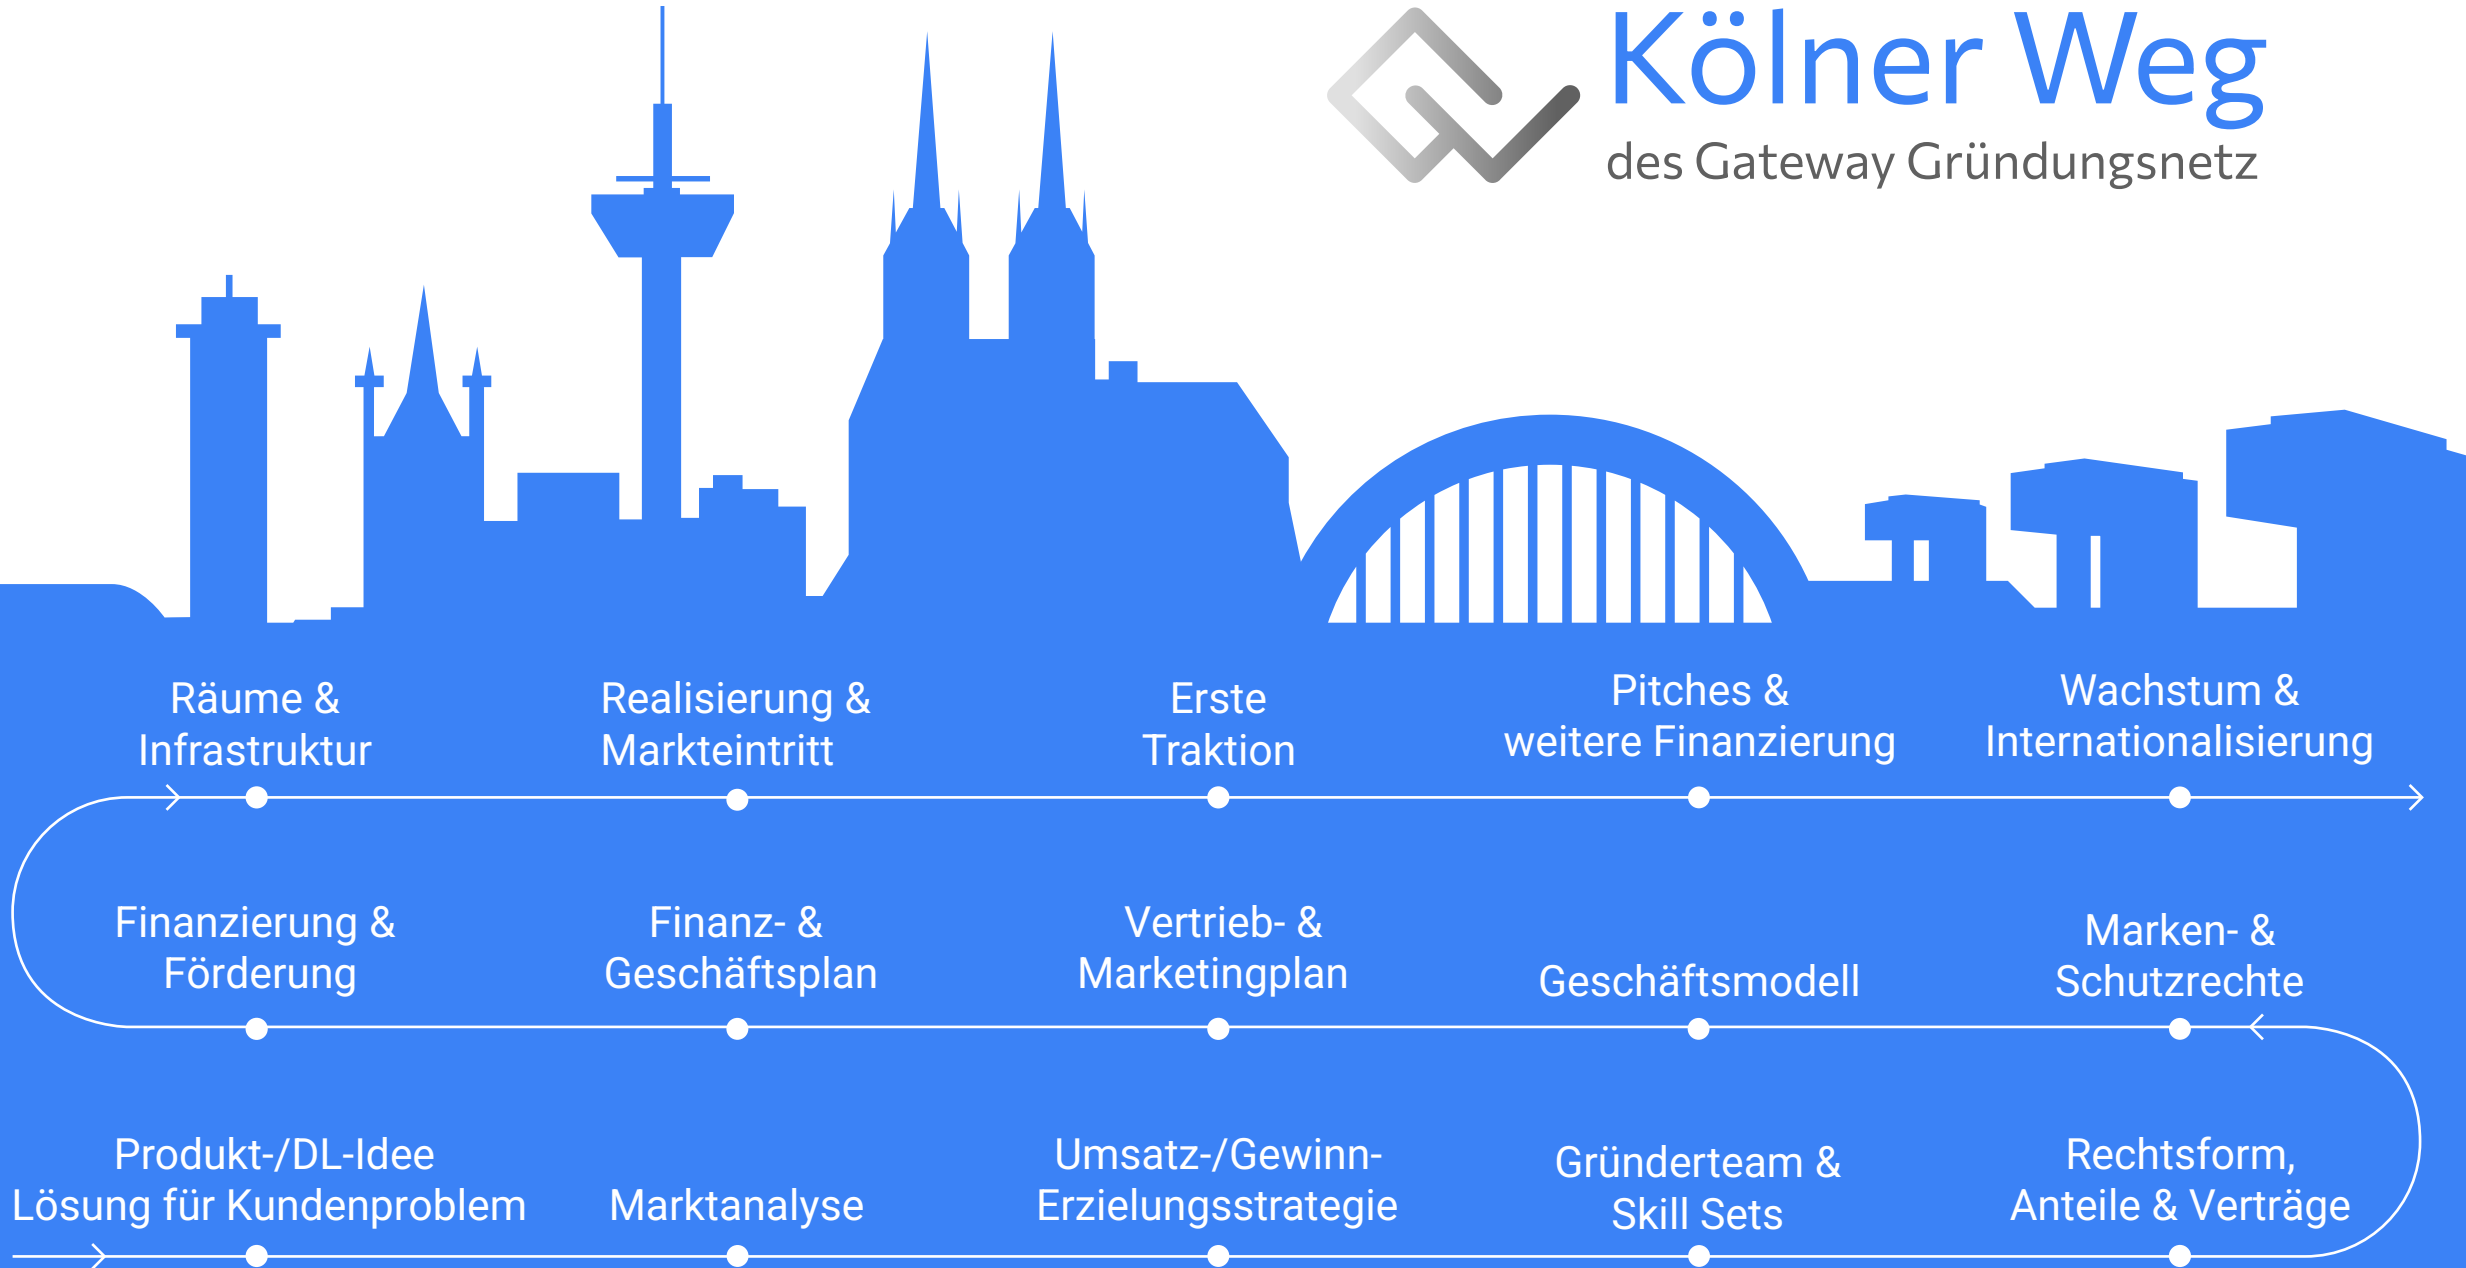 Kölner Weg
des Gateway Gründungsnetz
Räume &
Infrastruktur
Realisierung &
Markteintritt
Erste
Traktion
Pitches &
weitere Finanzierung
Wachstum &
Internationalisierung
Finanzierung &
Förderung
Finanz- &
Geschäftsplan
Vertrieb- &
Marketingplan
Geschäftsmodell
Marken- &
Schutzrechte
Produkt-/DL-Idee
Lösung für Kundenproblem
Marktanalyse
Umsatz-/Gewinn-
Erzielungsstrategie
Gründerteam &
Skill Sets
Rechtsform,
Anteile & Verträge